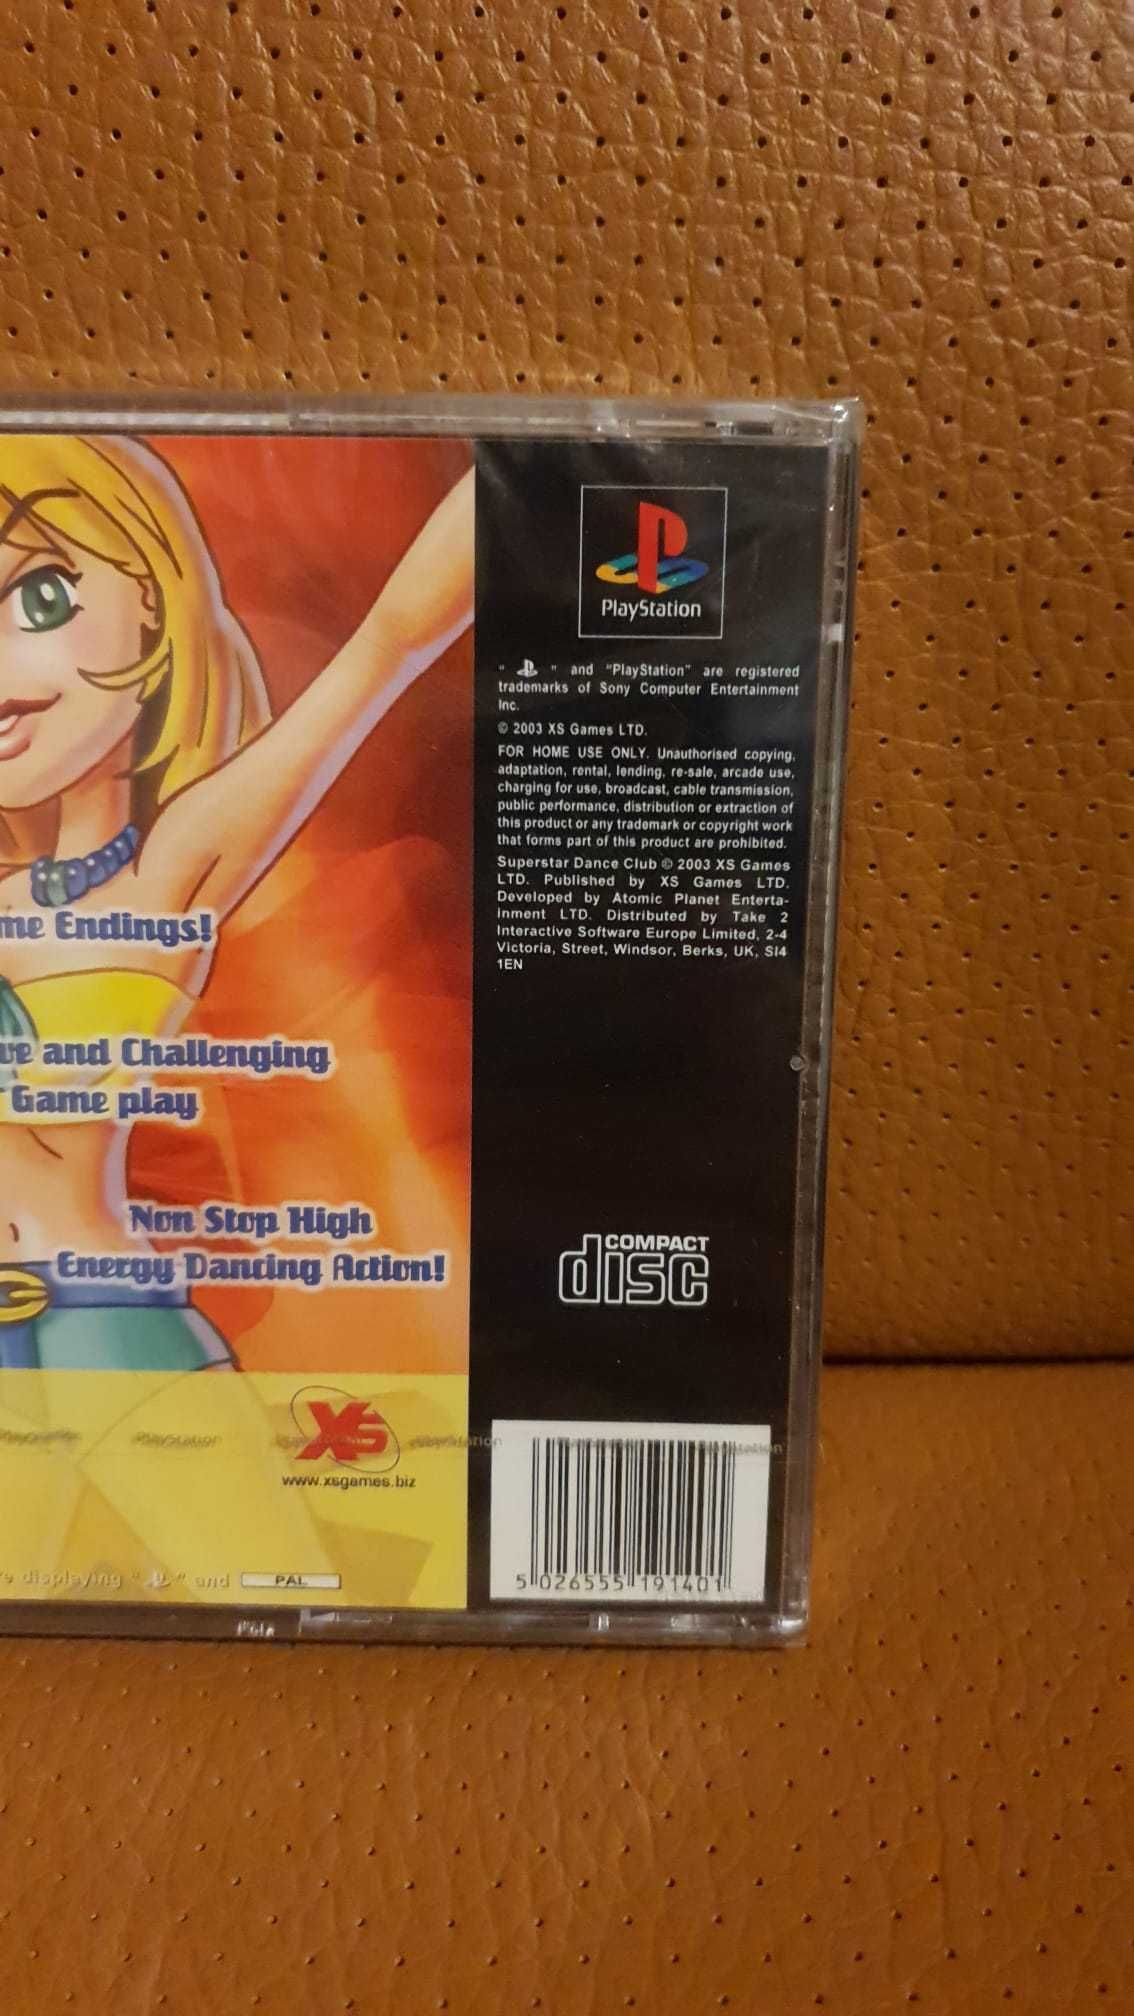 PlayStation
" " and "PlayStation" are registered
trademarks of Sony Computer Entertainment
Inc.
© 2003 XS Games LTD.
FOR HOME USE ONLY. Unauthorised copying,
adaptation, rental, lending, re-sale, arcade use,
charging for use, broadcast, cable transmission,
public performance, distribution or extraction of
this product or any trademark or copyright work
that forms part of this product are prohibited.
Superstar Dance Club © 2003 XS Games
LTD. Published by XS Games LTD.
Developed by Atomic Planet Enterta-
inment LTD. Distributed by Take 2
Interactive Software Europe Limited, 2-4
Victoria, Street, Windsor, Berks, UK, Sl4
1EN
me Endings!
ve and Challenging
Game play
Non Stop High
Energy Dancing Action!
COMPACT
disc
XS
www.xsgames.biz
PlayStation
displaying " " and PAL
5 026555 191401